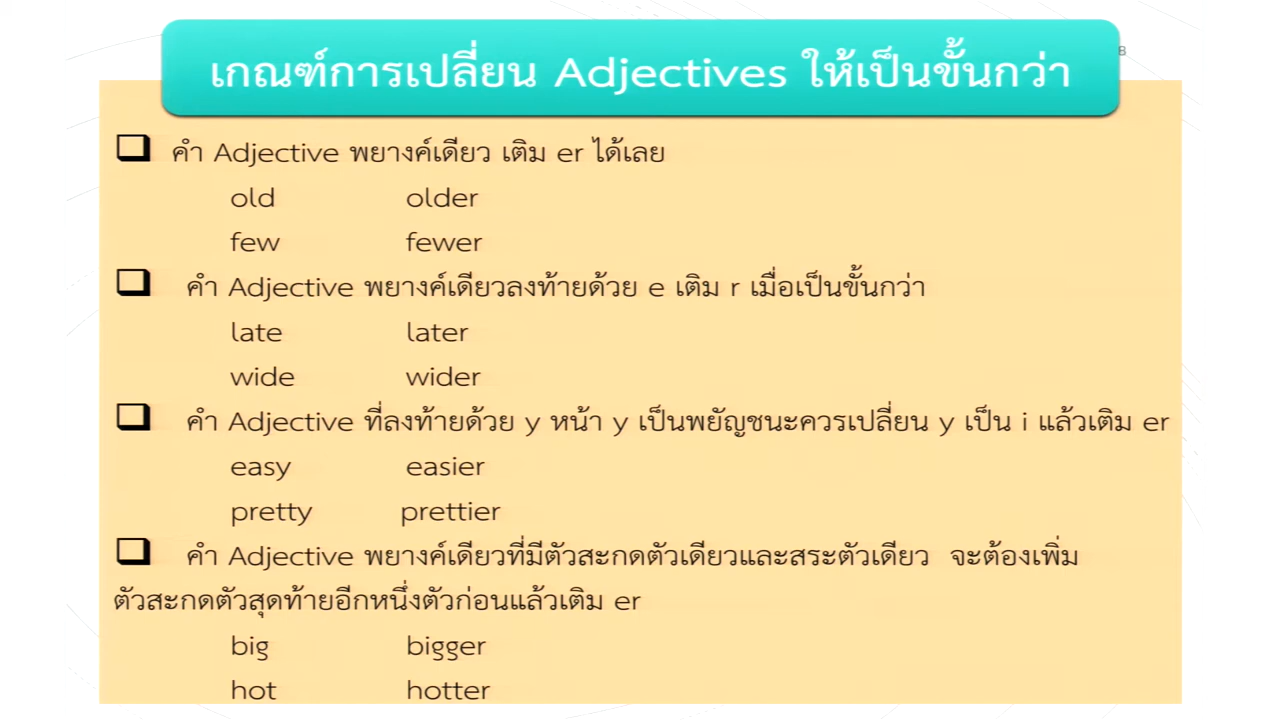 เกณฑ์การเปลี่ยน Adjectives ให้เป็นขั้นกว่า
8
คำ Adjective พยางค์เดียว เติม er ได้เลย
old older
few fewer
คำ Adjective พยางค์เดียวลงท้ายด้วย e เติม r เมื่อเป็นขั้นกว่า
late later
wide wider
คำ Adjective ที่ลงท้ายด้วย y หน้า y เป็นพยัญชนะควรเปลี่ยน y เป็น i แล้วเติม er
easy easier
pretty prettier
คำ Adjective พยางค์เดียวที่มีตัวสะกดตัวเดียวและสระตัวเดียว จะต้องเพิ่ม
ตัวสะกดตัวสุดท้ายอีกหนึ่งตัวก่อนแล้วเติม er
big bigger
hot hotter